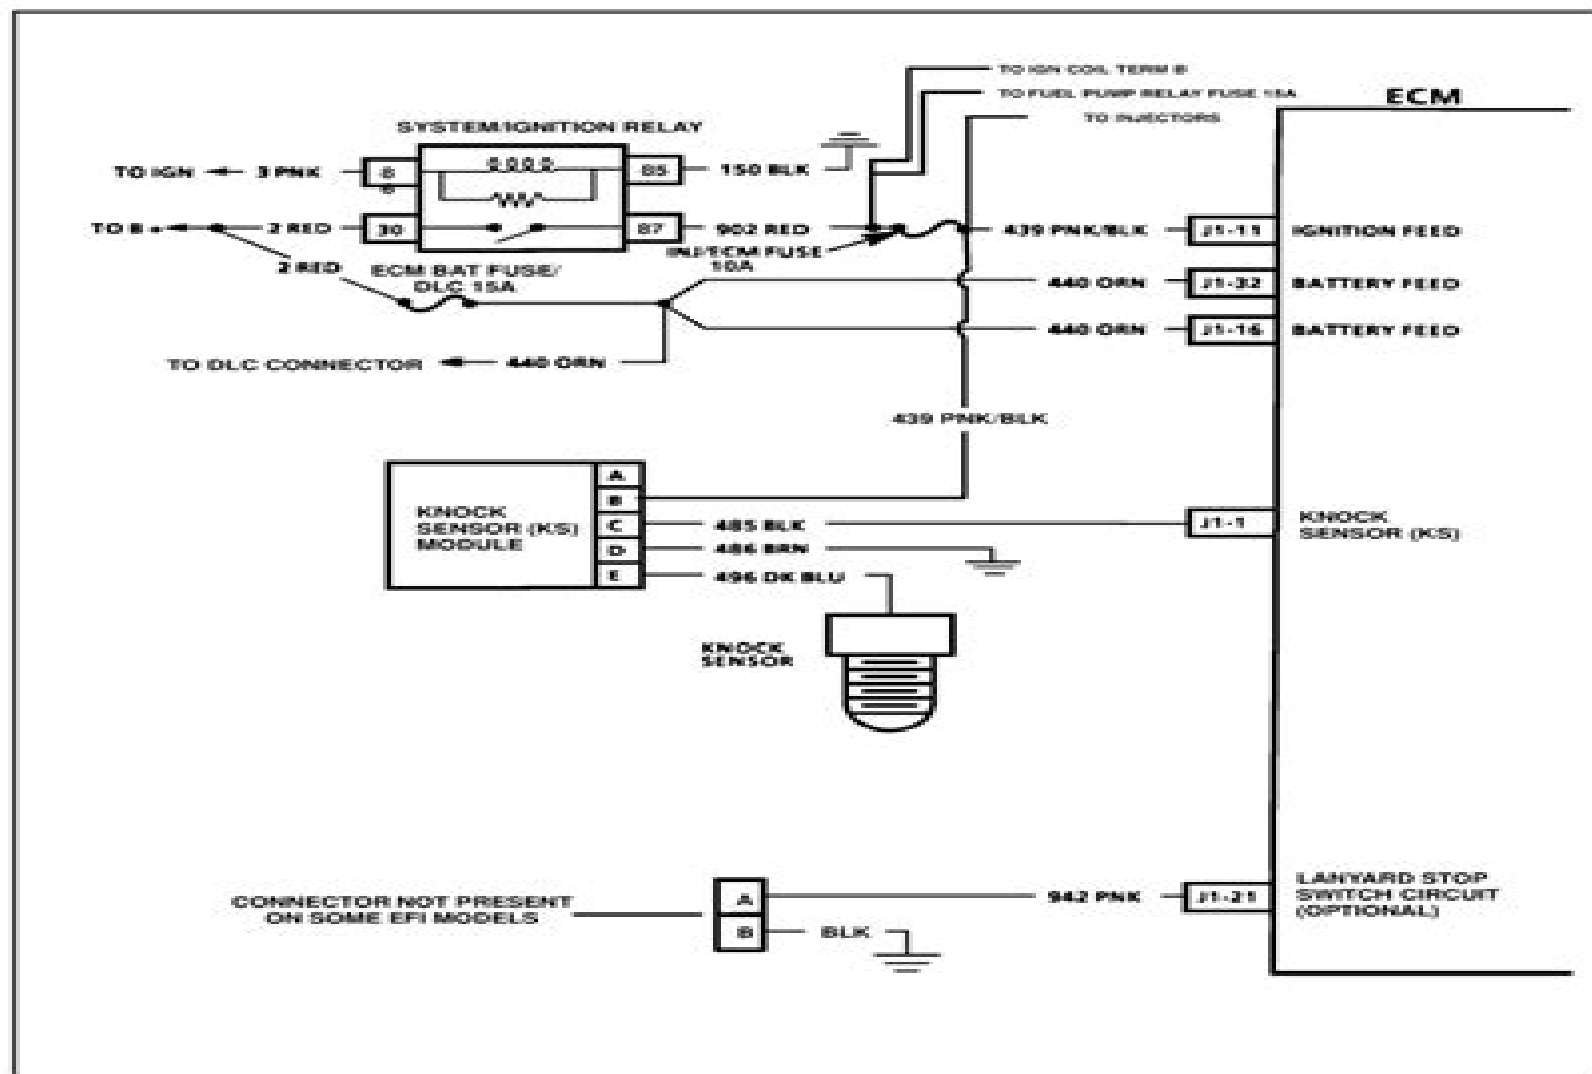 TO IGN COIL TERM B
TO FUEL PUMP RELAY FUSE 15A
ECM
TO INJECTORS
SYSTEM/IGNITION RELAY
TO IGN
3 PNK
8
6
85
150 BLK
TO B +
2 RED
30
87
902 RED
439 PNK/BLK
J1-11
IGNITION FEED
INJ/ECM FUSE
10A
2 RED
ECM BAT FUSE/
DLC 15A
440 ORN
J1-32
BATTERY FEED
440 ORN
J1-16
BATTERY FEED
TO DLC CONNECTOR
440 ORN
439 PNK/BLK
KNOCK
SENSOR (KS)
MODULE
A
B
C
D
E
485 BLK
486 BRN
496 DK BLU
J1-1
KNOCK
SENSOR (KS)
KNOCK
SENSOR
CONNECTOR NOT PRESENT
ON SOME EFI MODELS
A
B
942 PNK
BLK
J1-21
LANYARD STOP
SWITCH CIRCUIT
(OPTIONAL)